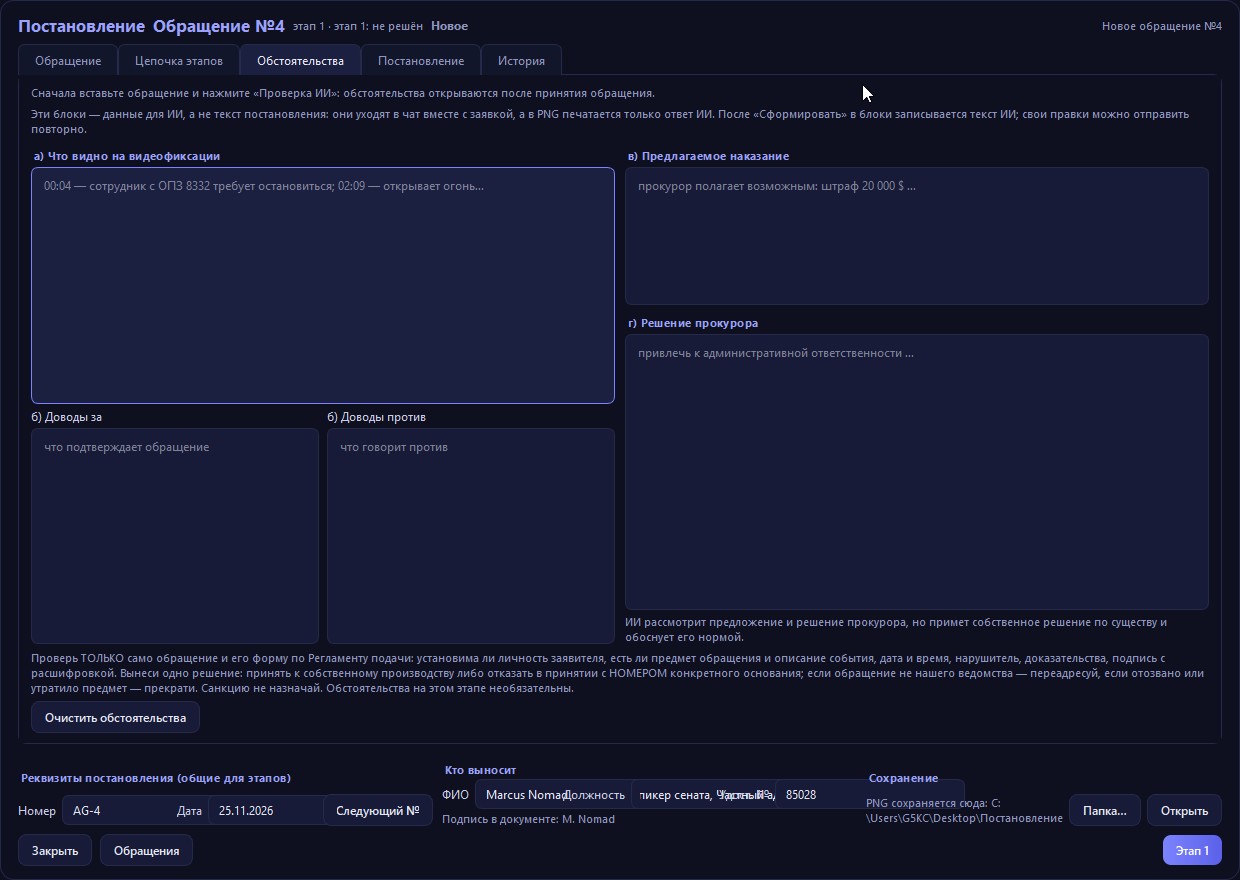 Постановление Обращение №4 этап 1 · этап 1: не решён Новое
Новое обращение №4
Обращение
Цепочка этапов
Обстоятельства
Постановление
История
Сначала вставьте обращение и нажмите «Проверка ИИ»: обстоятельства открываются после принятия обращения.
Эти блоки — данные для ИИ, а не текст постановления: они уходят в чат вместе с заявкой, а в PNG печатается только ответ ИИ. После «Сформировать» в блоки записывается текст ИИ; свои правки можно отправить
повторно.
а) Что видно на видеофиксации
00:04 — сотрудник с ОПЗ 8332 требует остановиться; 02:09 — открывает огонь...
б) Доводы за
что подтверждает обращение
б) Доводы против
что говорит против
в) Предлагаемое наказание
прокурор полагает возможным: штраф 20 000 $ ...
г) Решение прокурора
привлечь к административной ответственности ...
ИИ рассмотрит предложение и решение прокурора, но примет собственное решение по существу и
обоснует его нормой.
Проверь ТОЛЬКО само обращение и его форму по Регламенту подачи: установима ли личность заявителя, есть ли предмет обращения и описание события, дата и время, нарушитель, доказательства, подпись с
расшифровкой. Вынеси одно решение: принять к собственному производству либо отказать в принятии с НОМЕРОМ конкретного основания; если обращение не нашего ведомства — переадресуй, если отозвано или
утратило предмет — прекрати. Санкцию не назначай. Обстоятельства на этом этапе необязательны.
Очистить обстоятельства
Реквизиты постановления (общие для этапов)
Номер
AG-4
Дата
25.11.2026
Следующий №
Кто выносит
ФИО
Marcus Nomad
Должность
пикер сената,
85028
Подпись в документе: M. Nomad
Сохранение
PNG сохраняется сюда: C:
\Users\G5KC\Desktop\Постановление
Папка...
Открыть
Закрыть
Обращения
Этап 1